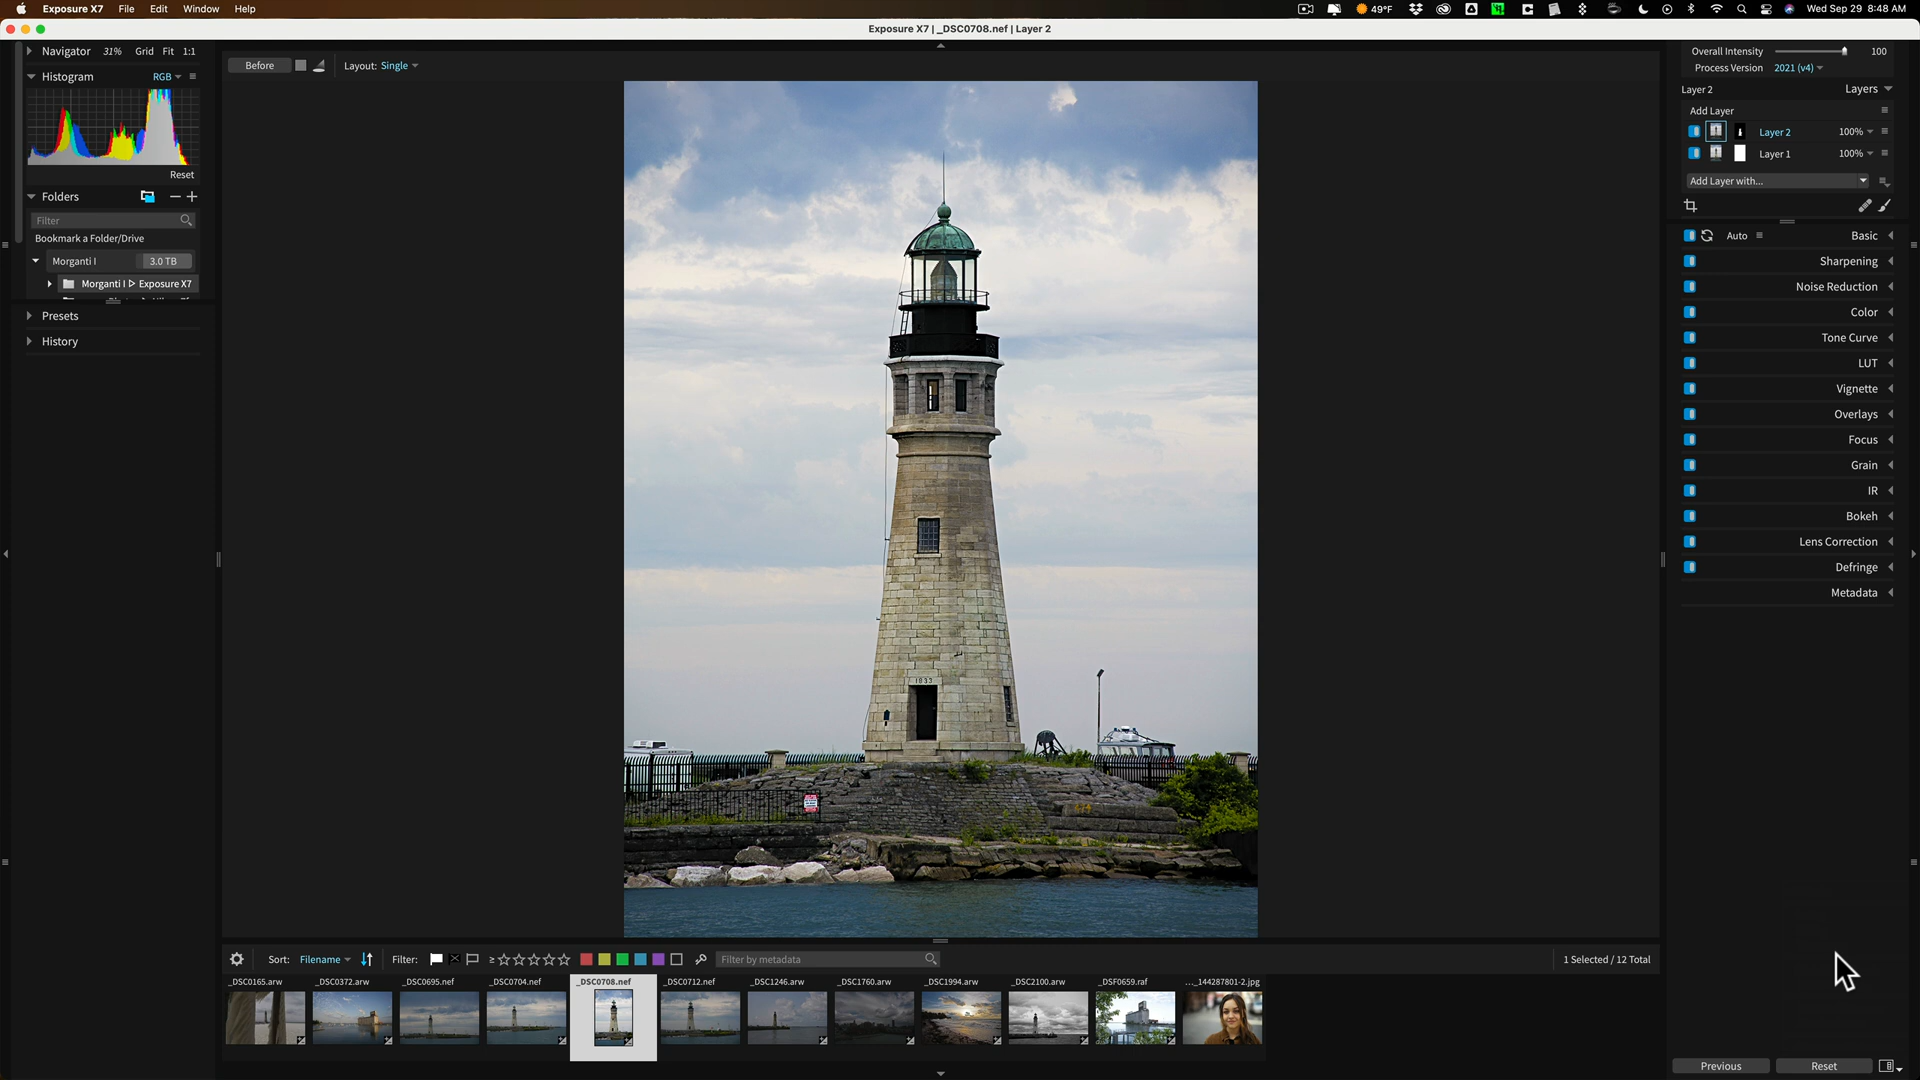 Exposure X7 File Edit Window Help
49°F Wed Sep 29 8:48 AM
Exposure X7 | _DSC0708.nef | Layer 2
Navigator 31% Grid Fit 1:1
Histogram RGB
Reset
Folders
Filter
Bookmark a Folder/Drive
Morganti I 3.0 TB
Morganti I ᐅ Exposure X7
Presets
History
Before Layout: Single
1833
Overall Intensity 100
Process Version 2021 (v4)
Layer 2 Layers
Add Layer
Layer 2 100%
Layer 1 100%
Add Layer with...
Auto Basic
Sharpening
Noise Reduction
Color
Tone Curve
LUT
Vignette
Overlays
Focus
Grain
IR
Bokeh
Lens Correction
Defringe
Metadata
Sort: Filename Filter: ≥ Filter by metadata 1 Selected / 12 Total
_DSC0165.arw _DSC0372.arw _DSC0695.nef _DSC0704.nef _DSC0708.nef _DSC0712.nef _DSC1246.arw _DSC1760.arw _DSC1994.arw _DSC2100.arw _DSF0659.raf ..._144287801-2.jpg
Previous Reset